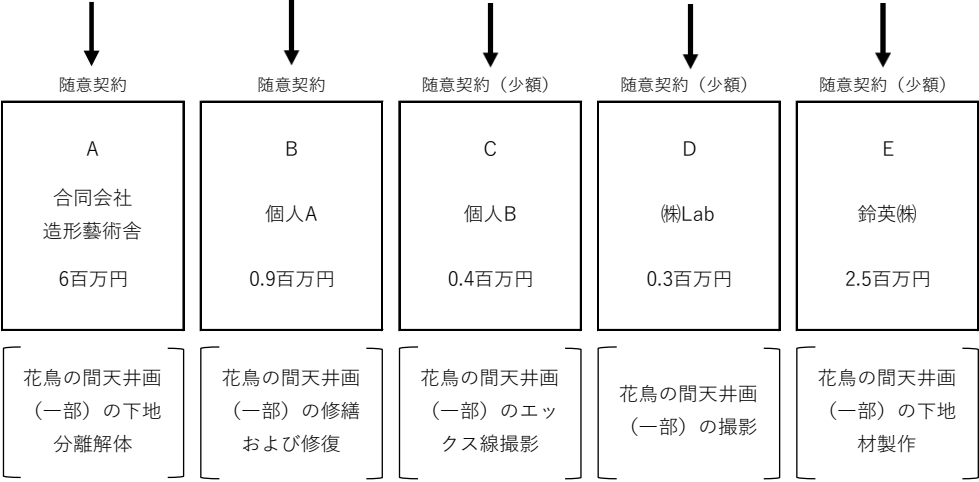 随意契約
随意契約
随意契約（少額）
随意契約（少額）
随意契約（少額）
A
合同会社
造形藝術舎
6百万円
B
個人A
0.9百万円
C
個人B
0.4百万円
D
㈱Lab
0.3百万円
E
鈴英㈱
2.5百万円
花鳥の間天井画
（一部）の下地
分離解体
花鳥の間天井画
（一部）の修繕
および修復
花鳥の間天井画
（一部）のエッ
クス線撮影
花鳥の間天井画
（一部）の撮影
花鳥の間天井画
（一部）の下地
材製作